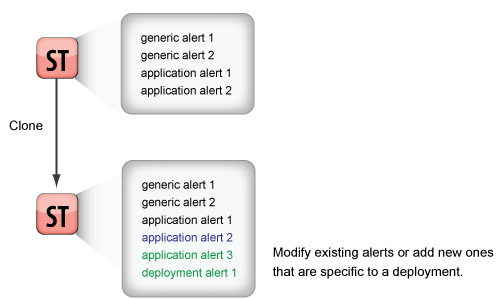 ST
generic alert 1
generic alert 2
application alert 1
application alert 2
Clone
ST
generic alert 1
generic alert 2
application alert 1
application alert 2
application alert 3
deployment alert 1
Modify existing alerts or add new ones
that are specific to a deployment.